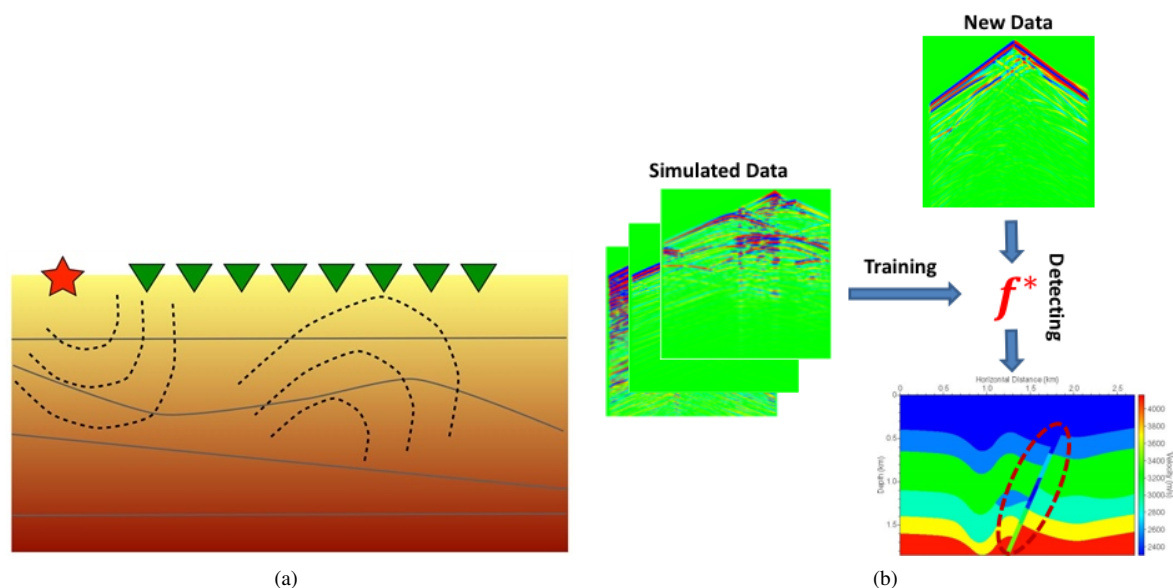 New Data
Simulated Data
Training
f*
Detecting
Horizontal Distance (km)
0 0.5 1.0 1.5 2.0 2.5
0
0.5
1.0
1.5
Depth (km)
4000
3800
3600
3400
3200
3000
2800
2600
2400
Velocity (m/s)
(a) (b)